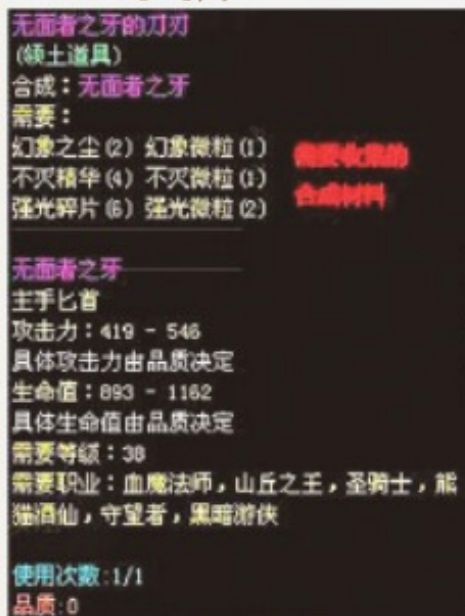 无面者之牙的刀刃
(领土道具)
合成：无面者之牙
需要：
幻象之尘(2) 幻象微粒(1)
不灭精华(4) 不灭微粒(1)
强光碎片(6) 强光微粒(2)
需要收集的
合成材料
无面者之牙
主手匕首
攻击力：419 - 546
具体攻击力由品质决定
生命值：893 - 1162
具体生命值由品质决定
需要等级：38
需要职业：血魔法师，山丘之王，圣骑士，熊
猫酒仙，守望者，黑暗游侠
使用次数:1/1
品质:0